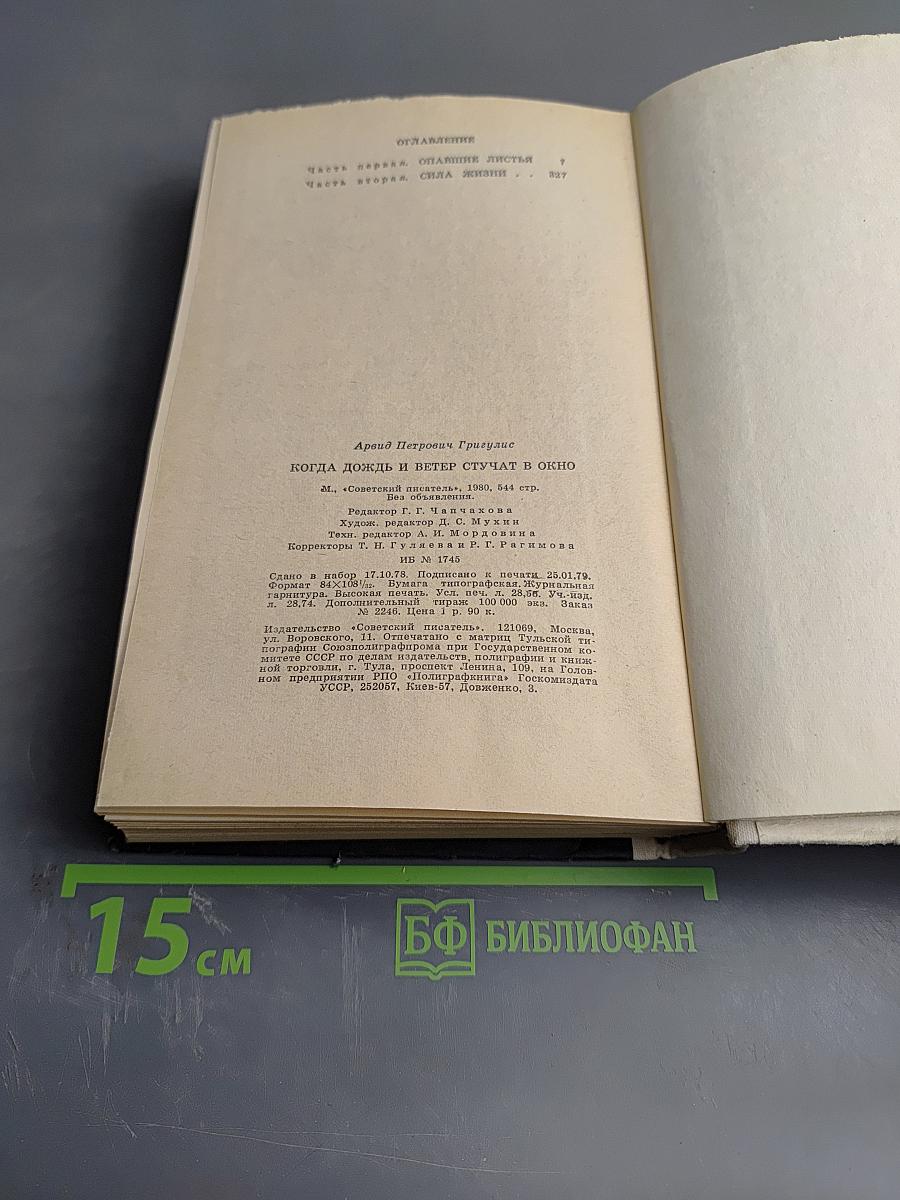 ОГЛАВЛЕНИЕ
Часть первая. ОПАВШИЕ ЛИСТЬЯ 7
Часть вторая. СИЛА ЖИЗНИ . . 327
Арвид Петрович Григулис
КОГДА ДОЖДЬ И ВЕТЕР СТУЧАТ В ОКНО
М., «Советский писатель», 1980, 544 стр.
Без объявления.
Редактор Г. Г. Чапчахова
Худож. редактор Д. С. Мухин
Техн. редактор А. И. Мордовина
Корректоры Т. Н. Гуляева и Р. Г. Рагимова
ИБ № 1745
Сдано в набор 17.10.78. Подписано к печати 25.01.79.
Формат 84×108¹/₃₂. Бумага типографская. Журнальная
гарнитура. Высокая печать. Усл. печ. л. 28,56. Уч.-изд.
л. 28,74. Дополнительный тираж 100 000 экз. Заказ
№ 2246. Цена 1 р. 90 к.
Издательство «Советский писатель», 121069, Москва,
ул. Воровского, 11. Отпечатано с матриц Тульской ти-
пографии Союзполиграфпрома при Государственном ко-
митете СССР по делам издательств, полиграфии и книж-
ной торговли, г. Тула, проспект Ленина, 109, на Голов-
ном предприятии РПО «Полиграфкнига» Госкомиздата
УССР, 252057, Киев-57, Довженко, 3.
15 см
БФ БИБЛИОФАН